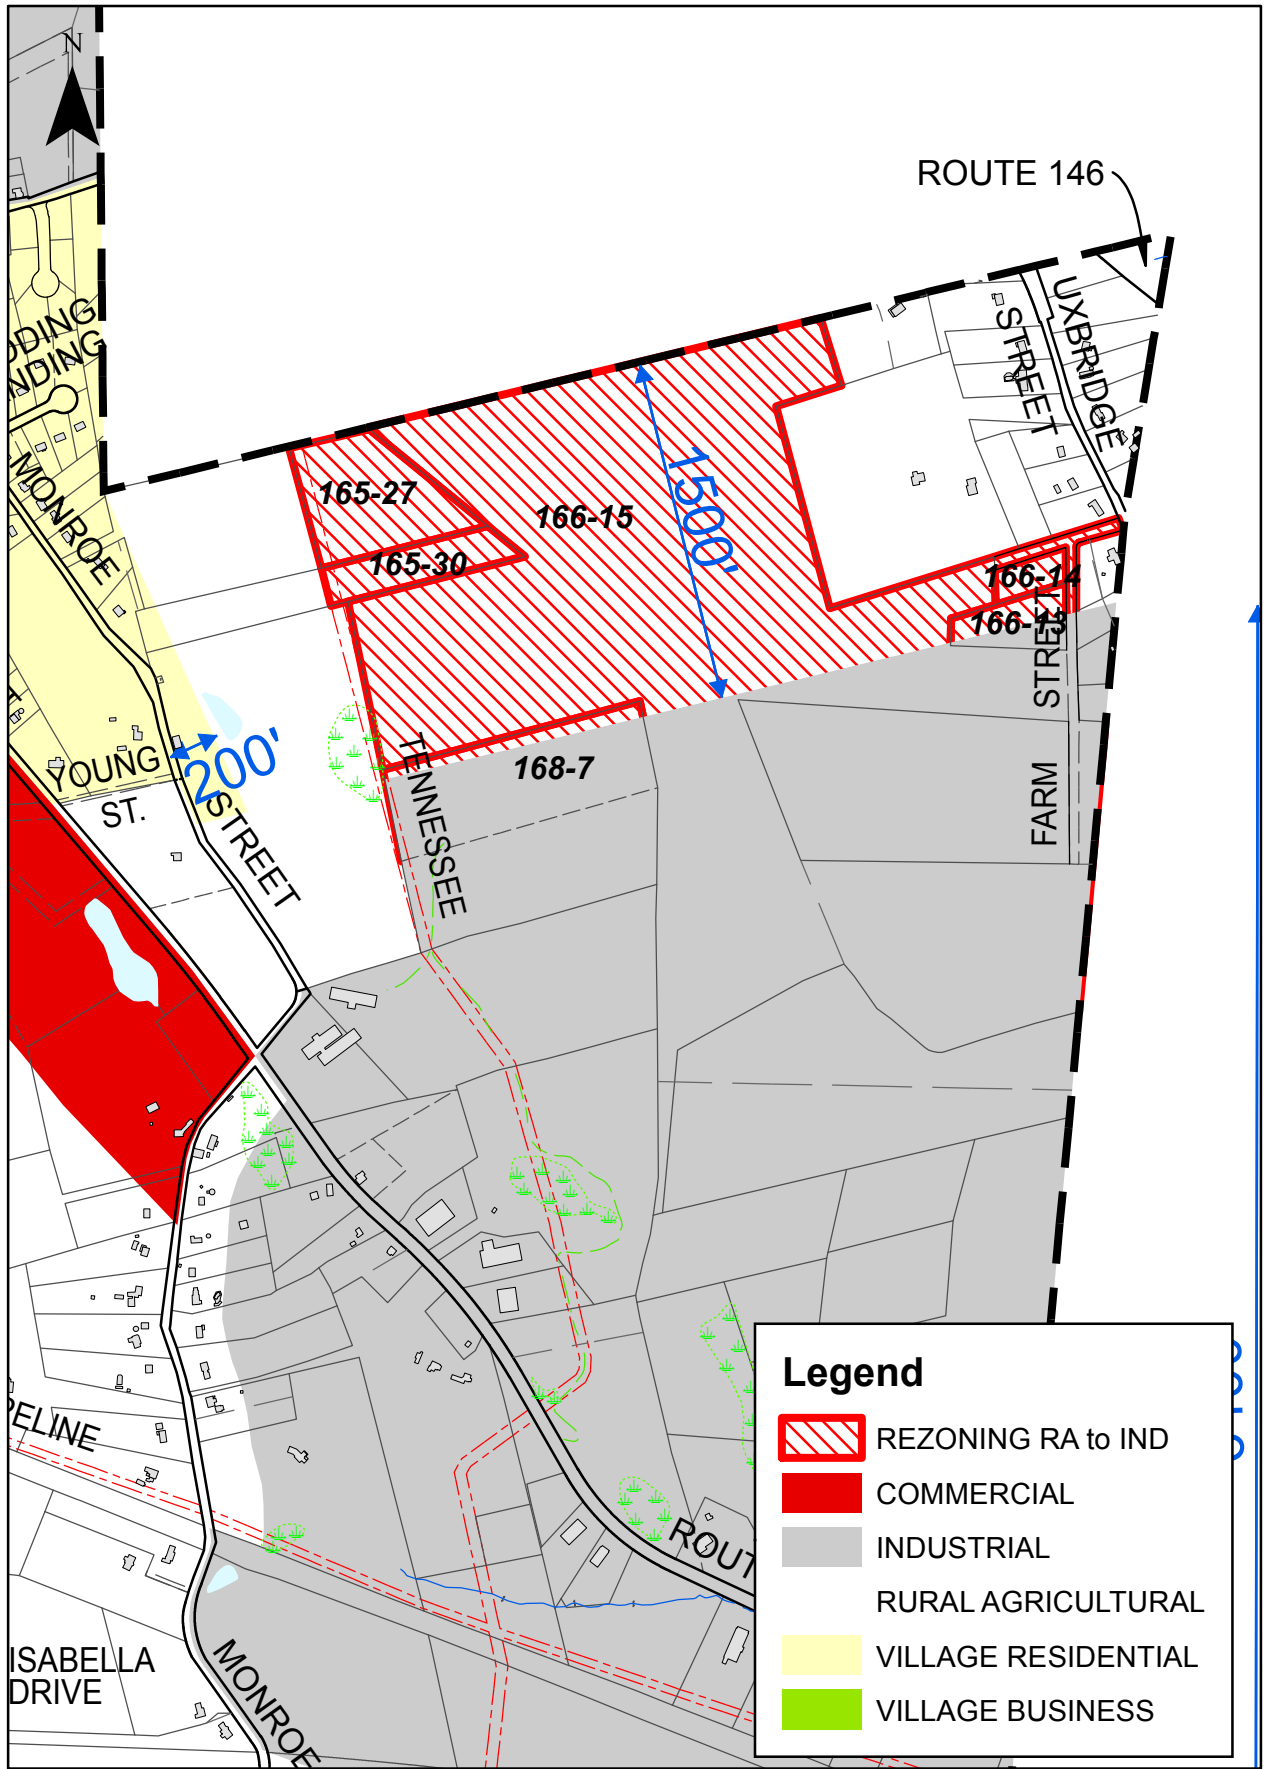 N
ROUTE 146
UXBRIDGE
STREET
DDING
NDING
MONROE
165-27
166-15
1500'
165-30
166-14
166-13
STREET
FARM
168-7
TENNESSEE
200'
YOUNG
ST.
STREET
PELINE
ROUT
ISABELLA
DRIVE
MONROE
Legend
REZONING RA to IND
COMMERCIAL
INDUSTRIAL
RURAL AGRICULTURAL
VILLAGE RESIDENTIAL
VILLAGE BUSINESS